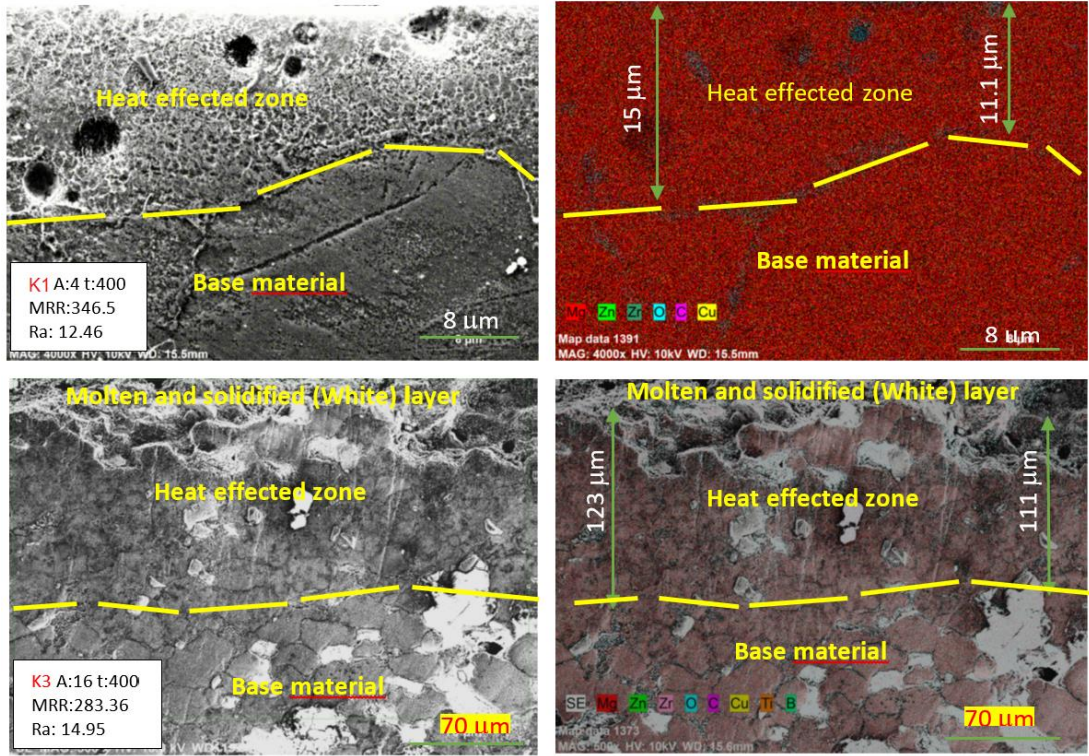 Heat effected zone
Base material
K1 A:4 t:400
MRR:346.5
Ra: 12.46
8 µm
MAG: 4000x HV: 10kV WD: 15.5mm
15 µm
11.1 µm
Heat effected zone
Base material
Mg Zn Zr O C Cu
Map data 1391
MAG: 4000x HV: 10kV WD: 15.5mm
8 µm
Molten and solidified (White) layer
Heat effected zone
Base material
K3 A:16 t:400
MRR:283.36
Ra: 14.95
70 µm
Molten and solidified (White) layer
123 µm
111 µm
Heat effected zone
Base material
SE Mg Zn Zr O C Cu Ti B
Map data 1373
MAG: 500x HV: 10kV WD: 15.6mm
70 µm